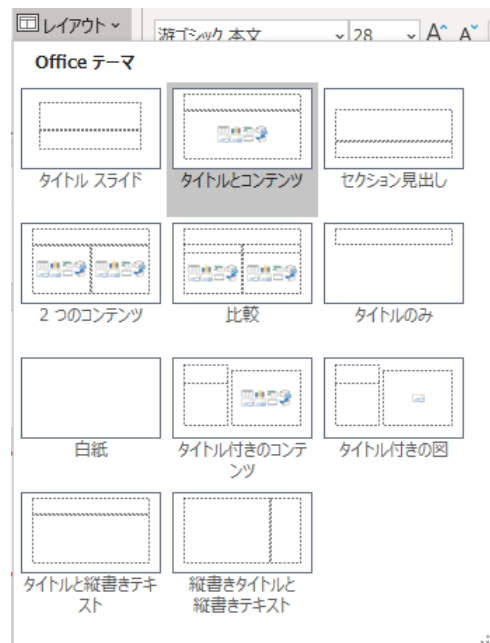 レイアウト
游ゴシック 本文 28 A A
Office テーマ
タイトル スライド タイトルとコンテンツ セクション見出し
2 つのコンテンツ 比較 タイトルのみ
白紙 タイトル付きのコンテ タイトル付きの図
ンツ
タイトルと縦書きテキ 縦書きタイトルと
スト 縦書きテキスト